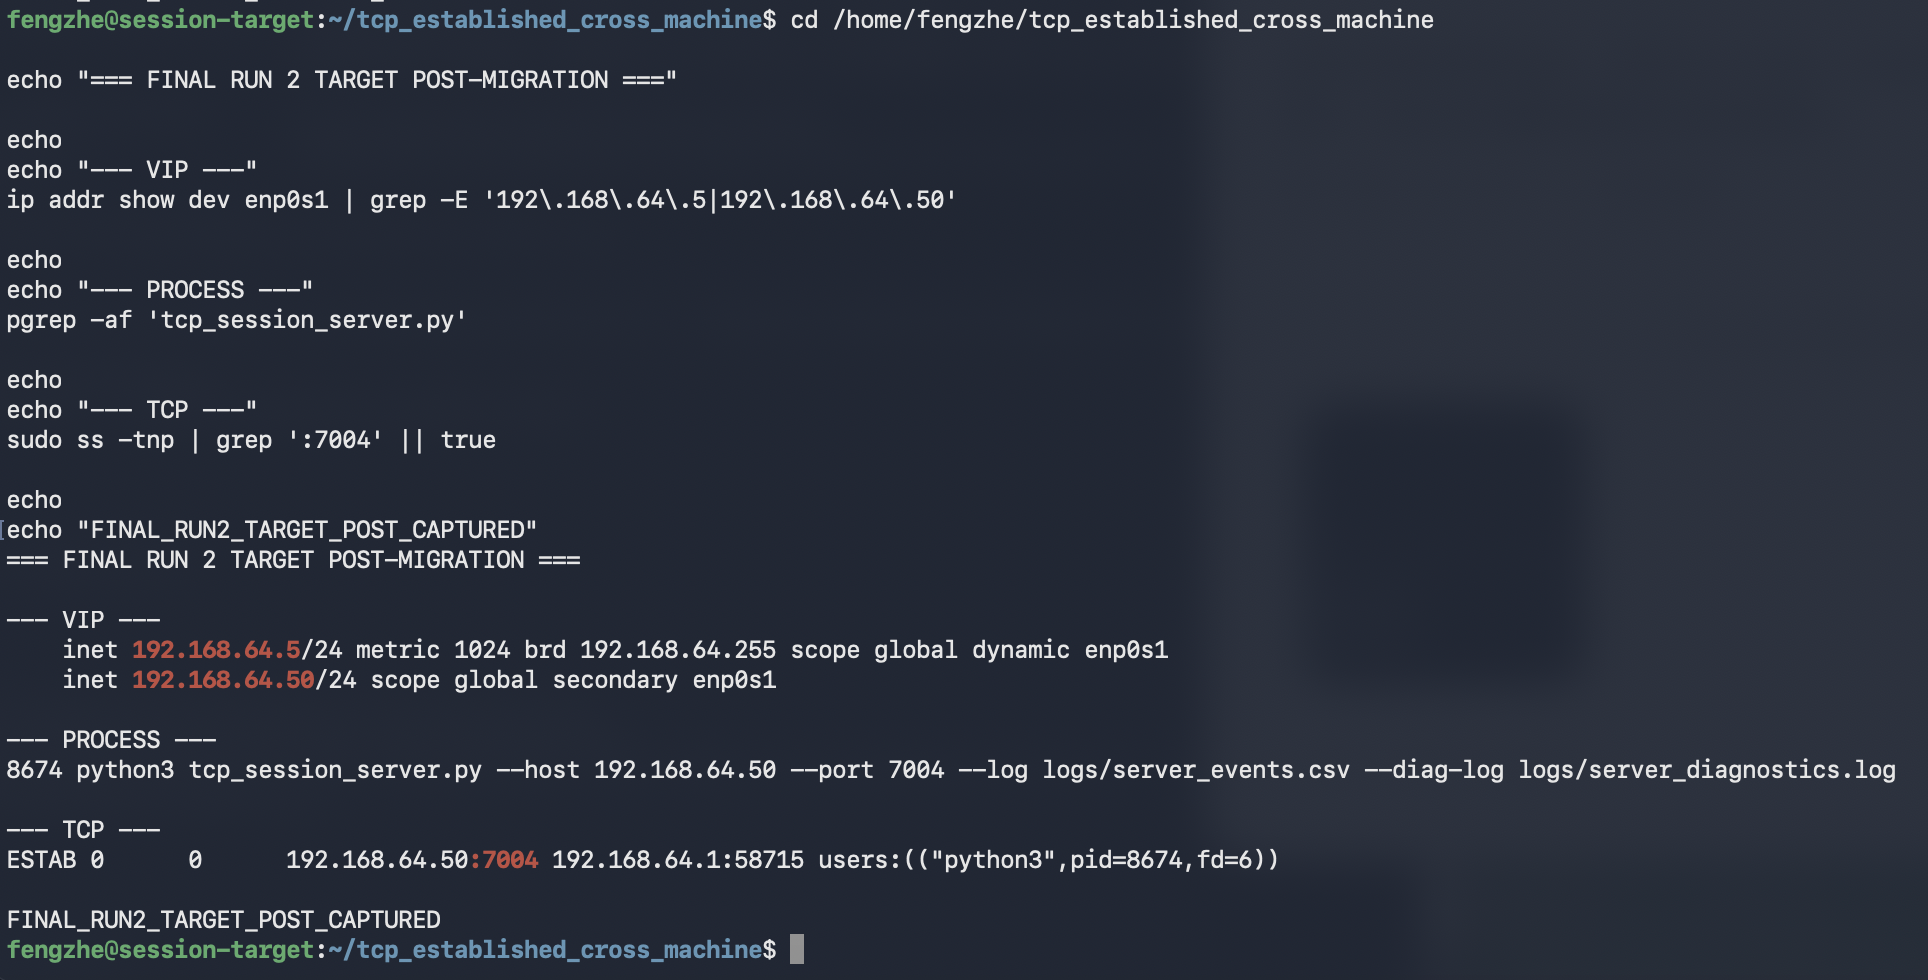 fengzhe@session-target:~/tcp_established_cross_machine$ cd /home/fengzhe/tcp_established_cross_machine
echo "=== FINAL RUN 2 TARGET POST-MIGRATION ==="
echo
echo "--- VIP ---"
ip addr show dev enp0s1 | grep -E '192\.168\.64\.5|192\.168\.64\.50'
echo
echo "--- PROCESS ---"
pgrep -af 'tcp_session_server.py'
echo
echo "--- TCP ---"
sudo ss -tnp | grep ':7004' || true
echo
echo "FINAL_RUN2_TARGET_POST_CAPTURED"
=== FINAL RUN 2 TARGET POST-MIGRATION ===
--- VIP ---
    inet 192.168.64.5/24 metric 1024 brd 192.168.64.255 scope global dynamic enp0s1
    inet 192.168.64.50/24 scope global secondary enp0s1
--- PROCESS ---
8674 python3 tcp_session_server.py --host 192.168.64.50 --port 7004 --log logs/server_events.csv --diag-log logs/server_diagnostics.log
--- TCP ---
ESTAB 0      0      192.168.64.50:7004 192.168.64.1:58715 users:(("python3",pid=8674,fd=6))
FINAL_RUN2_TARGET_POST_CAPTURED
fengzhe@session-target:~/tcp_established_cross_machine$